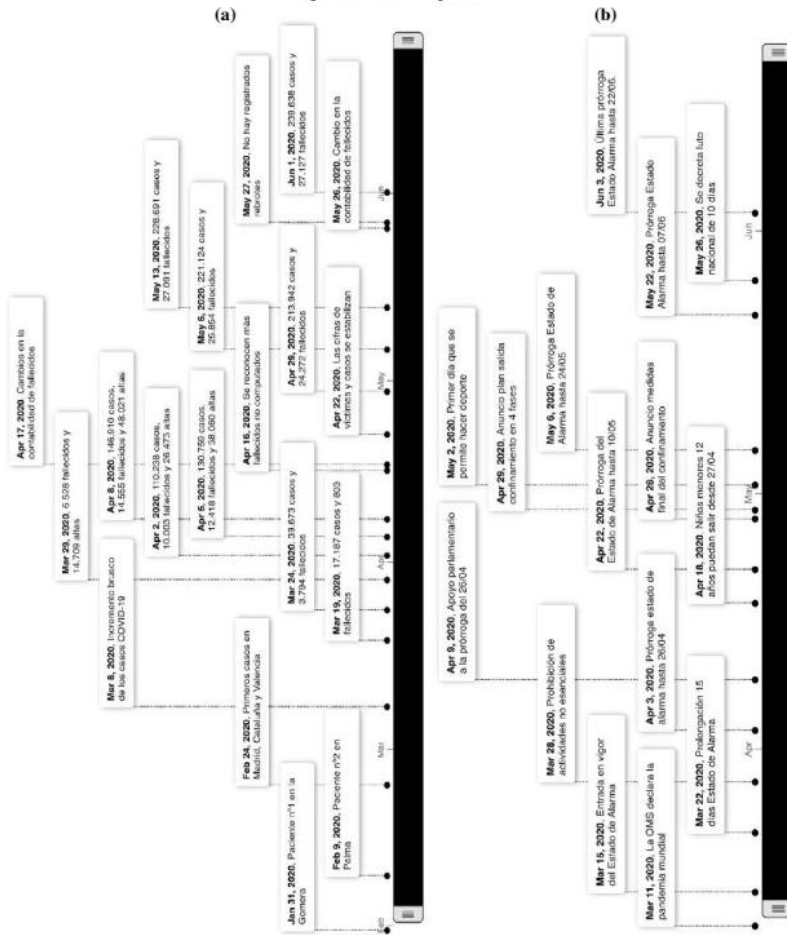 (a)
Apr 17, 2020, Cambios en la
contabilidad de fallecidos
Mar 29, 2020, 6.528 fallecidos y
14.709 altas
Mar 8, 2020, Incremento brusco
de los casos COVID-19
Apr 8, 2020, 146.910 casos,
14.555 fallecidos y 48.021 altas
Apr 2, 2020, 110.238 casos,
10.003 fallecidos y 26.473 altas
May 13, 2020, 228.691 casos y
27.091 fallecidos
Apr 5, 2020, 130.759 casos,
12.418 fallecidos y 38.080 altas
May 5, 2020, 221.124 casos y
25.854 fallecidos
Feb 24, 2020, Primeros casos en
Madrid, Cataluña y Valencia
Apr 16, 2020, Se reconocen más
fallecidos no computados
May 27, 2020, No hay registrados
rebrotes
Jan 31, 2020, Paciente nº1 en la
Gomera
Mar 24, 2020, 39.673 casos y
3.794 fallecidos
Apr 29, 2020, 213.942 casos y
24.272 fallecidos
Jun 1, 2020, 239.638 casos y
27.127 fallecidos
Feb 9, 2020, Paciente nº2 en
Palma
Mar 19, 2020, 17.187 casos y 803
fallecidos
Apr 22, 2020, Las cifras de
víctimes y casos se estabilizan
May 26, 2020, Cambio en la
contabilidad de fallecidos
Feb Mar Apr May Jun
(b)
Apr 9, 2020, Apoyo parlamentario
a la prórroga del 26/04
May 2, 2020, Primer día que se
permite hacer deporte
Apr 29, 2020, Anuncio plan salida
confinamiento en 4 fases
Mar 28, 2020, Prohibición de
actividades no esenciales
May 6, 2020, Prórroga Estado de
Alarma hasta 24/05
Mar 15, 2020, Entrada en vigor
del Estado de Alarma
Apr 22, 2020, Prórroga del
Estado de Alarma hasta 10/05
Jun 3, 2020, Última prórroga
Estado Alarma hasta 22/06.
Mar 11, 2020, La OMS declara la
pandemia mundial
Apr 3, 2020, Prórroga estado de
alarma hasta 26/04
Apr 28, 2020, Anuncio medidas
final del confinamiento
May 22, 2020, Prórroga Estado
Alarma hasta 07/06
Mar 22, 2020, Prolongación 15
días Estado de Alarma
Apr 18, 2020, Niños menores 12
años puedan salir desde 27/04
May 26, 2020, Se decreta luto
nacional de 10 días
Apr May Jun